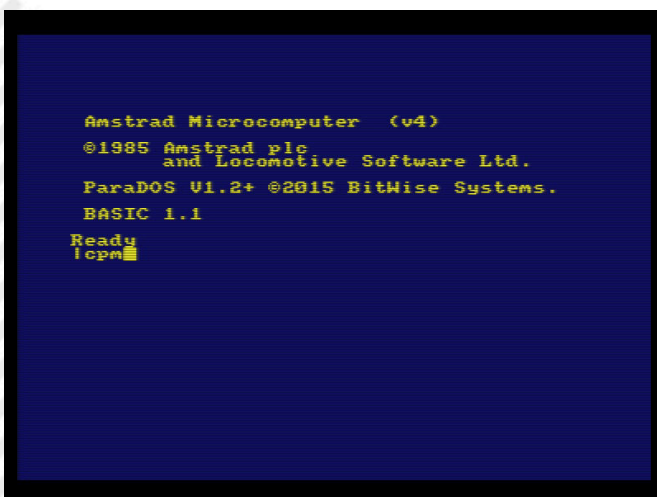 Amstrad Microcomputer (v4)
©1985 Amstrad plc
and Locomotive Software Ltd.
ParaDOS V1.2+ ©2015 BitWise Systems.
BASIC 1.1
Ready
|cpm